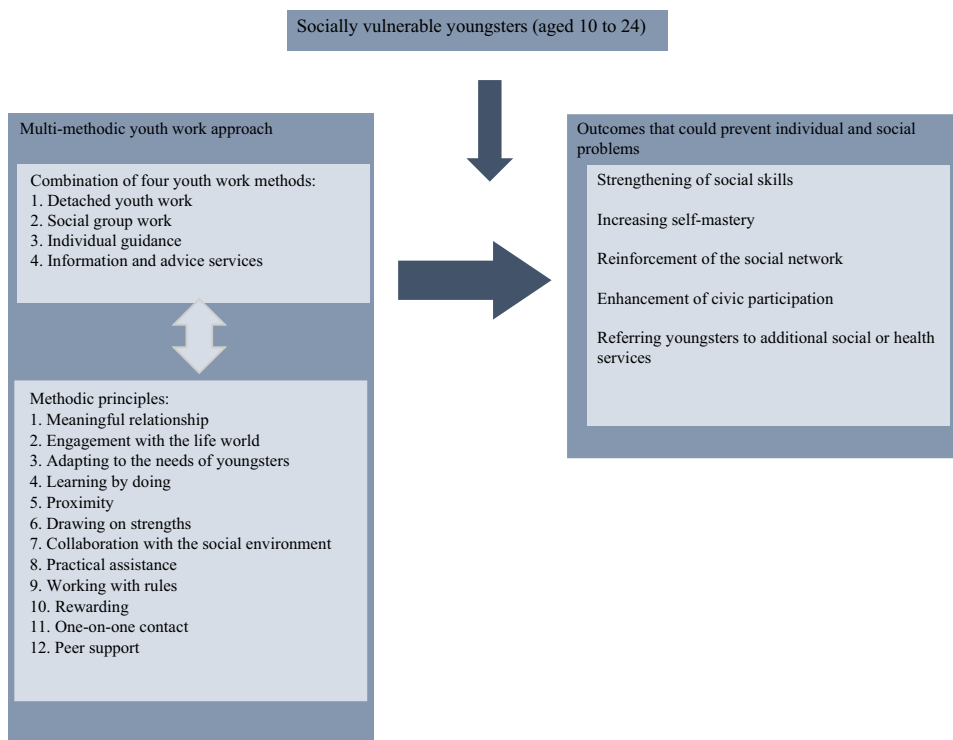 Socially vulnerable youngsters (aged 10 to 24)
Multi-methodic youth work approach
Combination of four youth work methods:
1. Detached youth work
2. Social group work
3. Individual guidance
4. Information and advice services
Methodic principles:
1. Meaningful relationship
2. Engagement with the life world
3. Adapting to the needs of youngsters
4. Learning by doing
5. Proximity
6. Drawing on strengths
7. Collaboration with the social environment
8. Practical assistance
9. Working with rules
10. Rewarding
11. One-on-one contact
12. Peer support
Outcomes that could prevent individual and social
problems
Strengthening of social skills
Increasing self-mastery
Reinforcement of the social network
Enhancement of civic participation
Referring youngsters to additional social or health
services